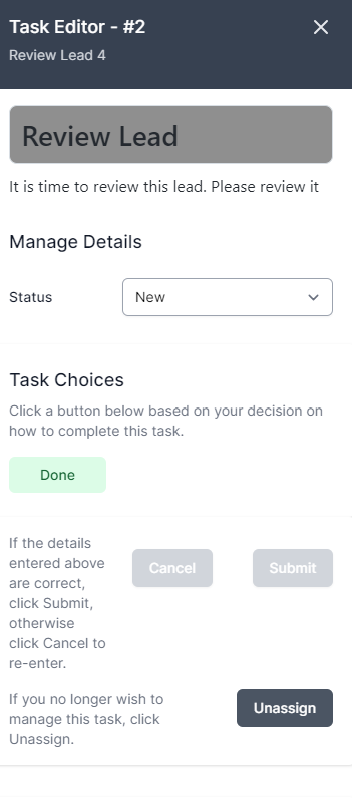 Task Editor - #2
Review Lead 4
Review Lead
It is time to review this lead. Please review it
Manage Details
Status
New
Task Choices
Click a button below based on your decision on
how to complete this task.
Done
If the details
entered above
are correct,
click Submit,
otherwise
click Cancel to
re-enter.
Cancel
Submit
If you no longer wish to
manage this task, click
Unassign.
Unassign